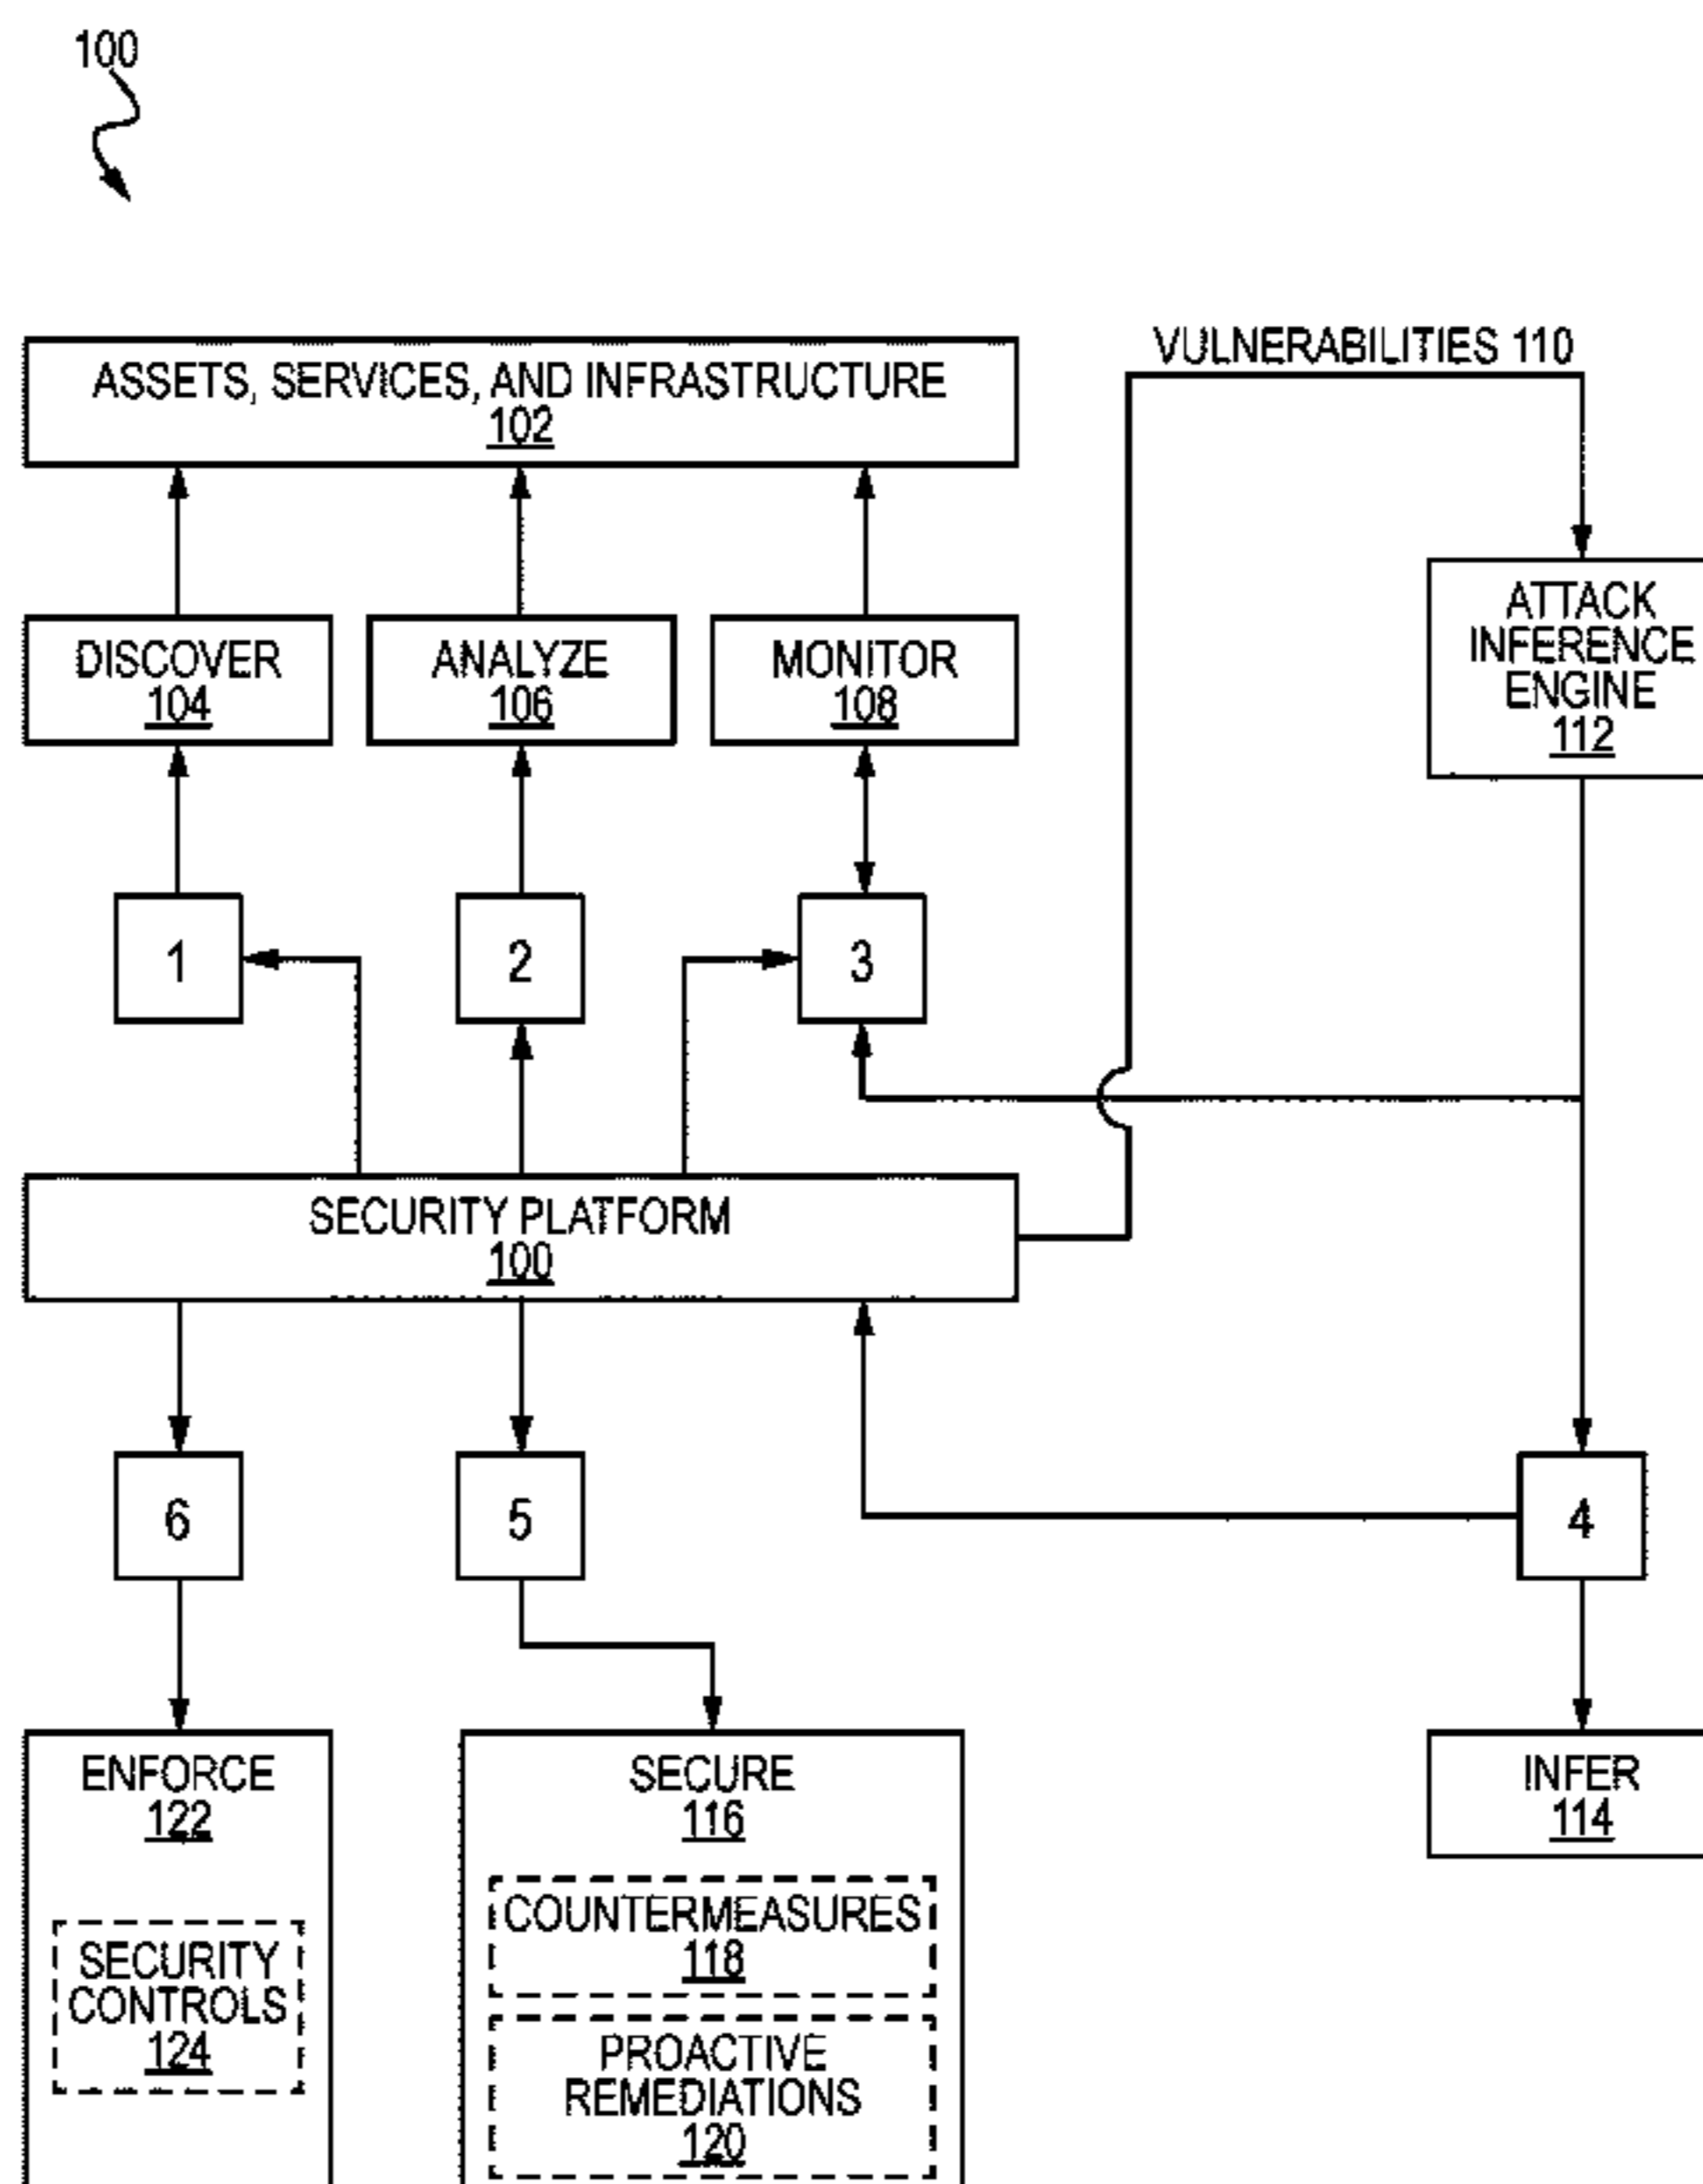 100
ASSETS, SERVICES, AND INFRASTRUCTURE
102
VULNERABILITIES 110
DISCOVER
104
ANALYZE
106
MONITOR
108
ATTACK
INFERENCE
ENGINE
112
1
2
3
SECURITY PLATFORM
100
6
5
4
ENFORCE
122
SECURITY
CONTROLS
124
SECURE
116
COUNTERMEASURES
118
PROACTIVE
REMEDIATIONS
120
INFER
114